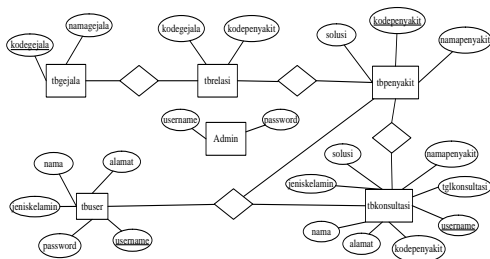 kodepenyakit
namagejala
kodegejala
kodepenyakit
solusi
namapenyakit
kodegejala
tbgejala
tbrelasi
tbpenyakit
username
password
Admin
solusi
namapenyakit
nama
alamat
jeniskelamin
tglkonsultasi
jeniskelamin
tbuser
tbkonsultasi
username
password
username
nama
alamat
kodepenyakit